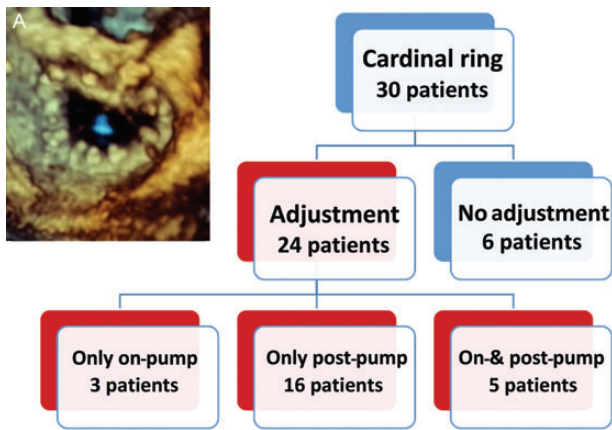 A
Cardinal ring
30 patients
Adjustment
24 patients
No adjustment
6 patients
Only on-pump
3 patients
Only post-pump
16 patients
On-& post-pump
5 patients